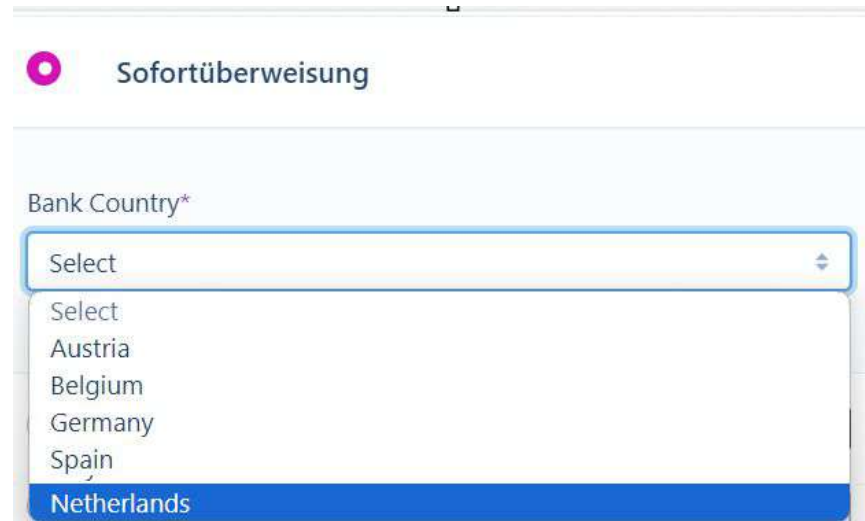 Sofortüberweisung
Bank Country*
Select
Select
Austria
Belgium
Germany
Spain
Netherlands